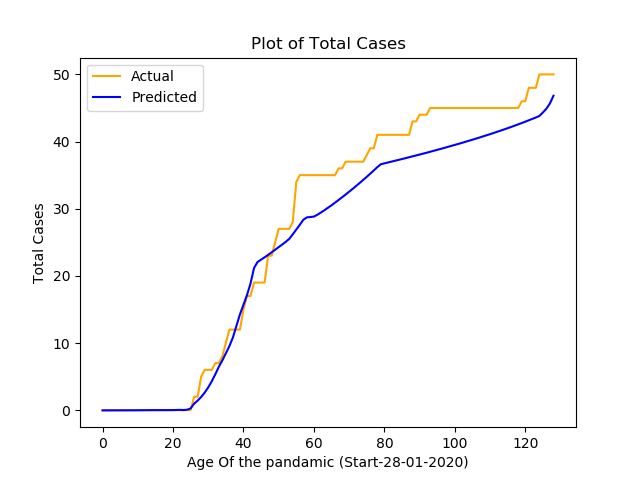 Plot of Total Cases
Actual
Predicted
Total Cases
50
40
30
20
10
0
0 20 40 60 80 100 120
Age Of the pandamic (Start-28-01-2020)